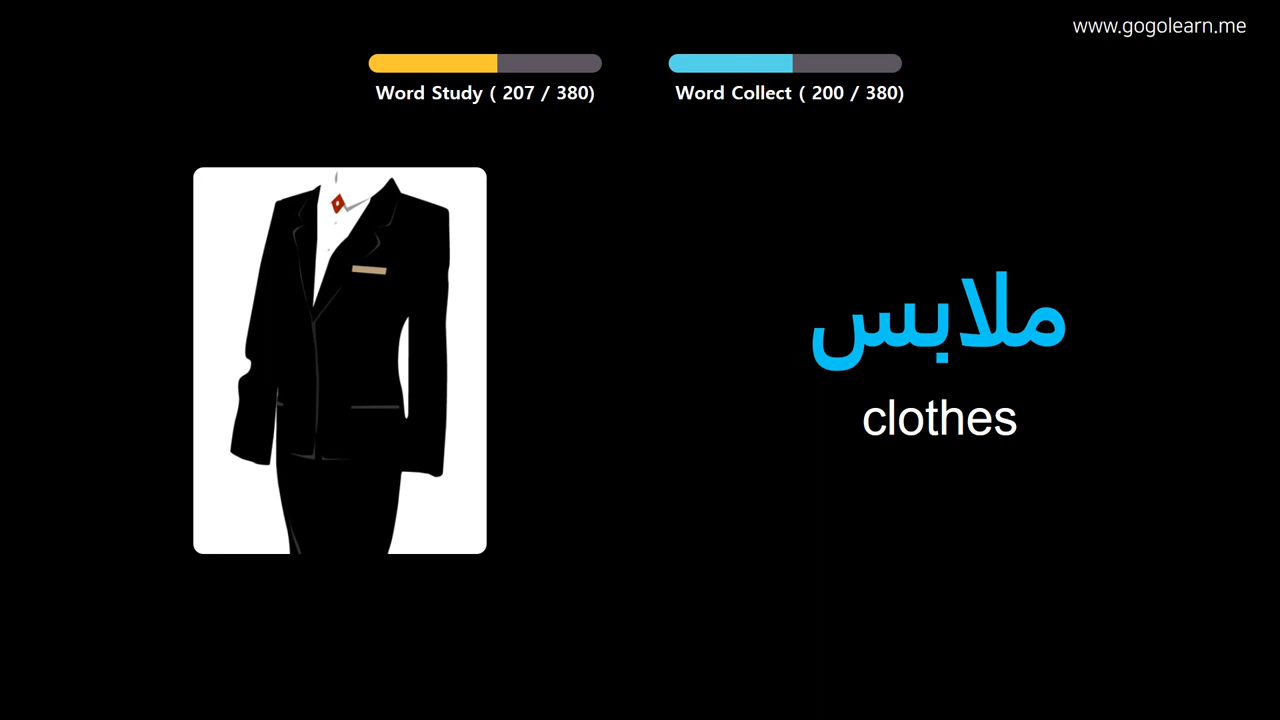 www.gogolearn.me
Word Study ( 207 / 380)
Word Collect ( 200 / 380)
ملابس
clothes